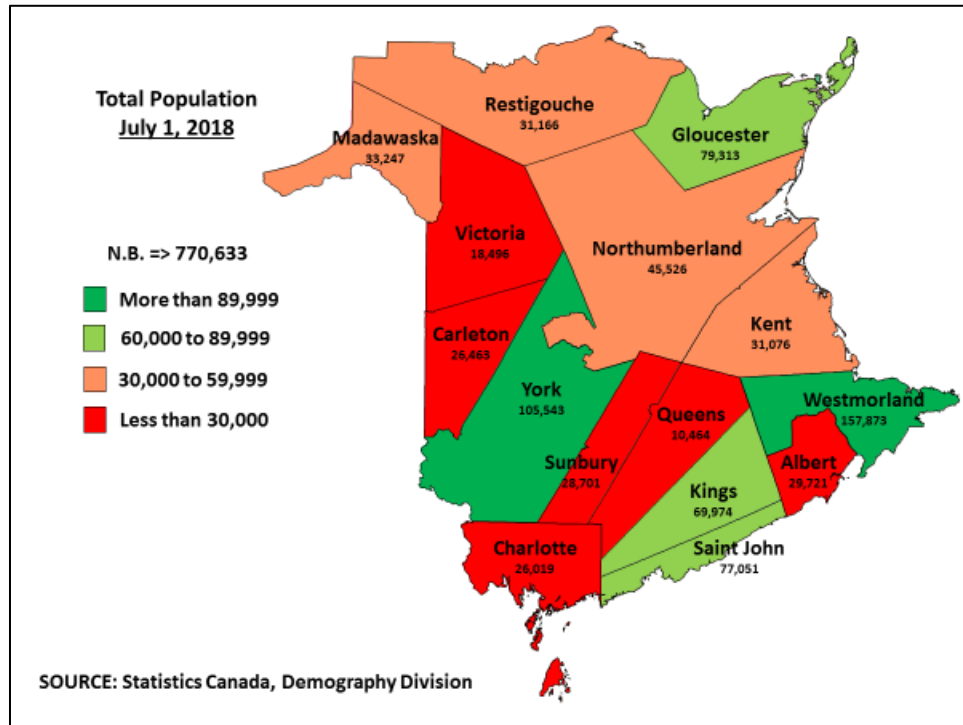 Total Population
July 1, 2018
N.B. => 770,633
More than 89,999
60,000 to 89,999
30,000 to 59,999
Less than 30,000
Restigouche
31,166
Gloucester
79,313
Madawaska
33,247
Victoria
18,496
Northumberland
45,526
Carleton
26,463
Kent
31,076
York
105,543
Westmorland
157,873
Queens
10,464
Sunbury
28,701
Albert
29,721
Kings
69,974
Saint John
77,051
Charlotte
26,019
SOURCE: Statistics Canada, Demography Division